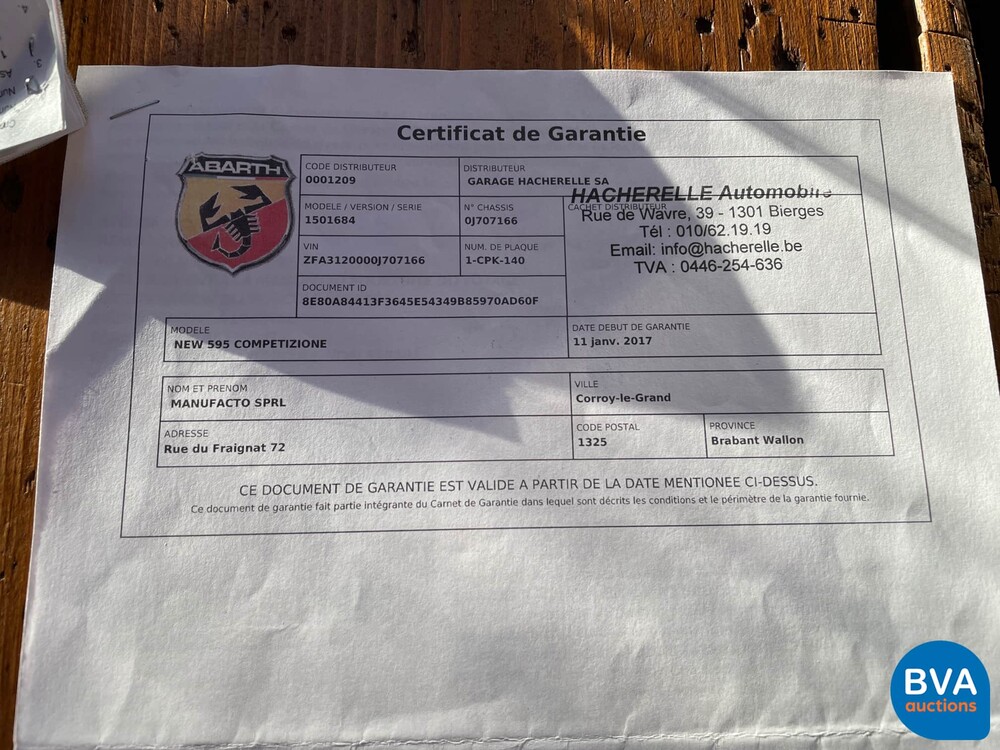 Certificat de Garantie
ABARTH
CODE DISTRIBUTEUR
0001209
DISTRIBUTEUR
GARAGE HACHERELLE SA
MODELE / VERSION / SERIE
1501684
N° CHASSIS
0J707166
CACHET DISTRIBUTEUR
HACHERELLE Automobile
Rue de Wavre, 39 - 1301 Bierges
Tél : 010/62.19.19
Email: info@hacherelle.be
TVA : 0446-254-636
VIN
ZFA3120000J707166
NUM. DE PLAQUE
1-CPK-140
DOCUMENT ID
8E80A84413F3645E54349B85970AD60F
MODELE
NEW 595 COMPETIZIONE
DATE DEBUT DE GARANTIE
11 janv. 2017
NOM ET PRENOM
MANUFACTO SPRL
VILLE
Corroy-le-Grand
ADRESSE
Rue du Fraignat 72
CODE POSTAL
1325
PROVINCE
Brabant Wallon
CE DOCUMENT DE GARANTIE EST VALIDE A PARTIR DE LA DATE MENTIONEE CI-DESSUS.
Ce document de garantie fait partie intégrante du Carnet de Garantie dans lequel sont décrits les conditions et le périmètre de la garantie fournie.
BVA
auctions